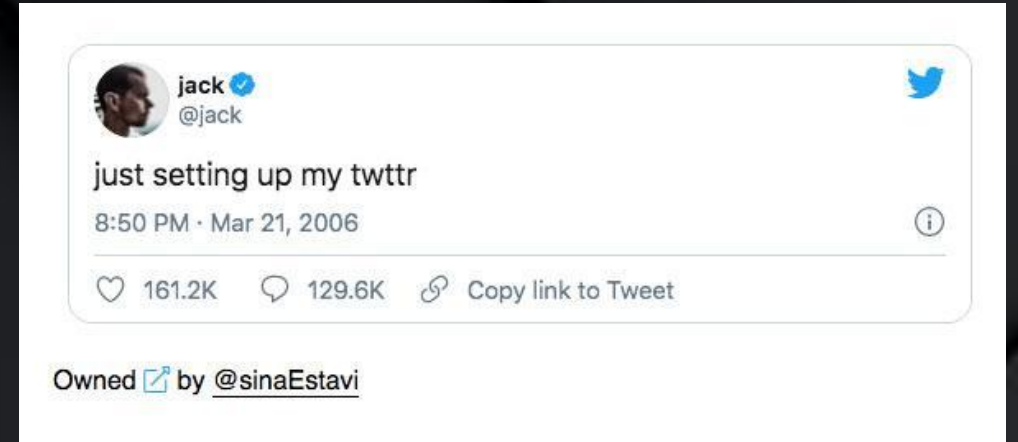 jack
@jack
just setting up my twttr
8:50 PM · Mar 21, 2006
161.2K 129.6K Copy link to Tweet
Owned by @sinaEstavi